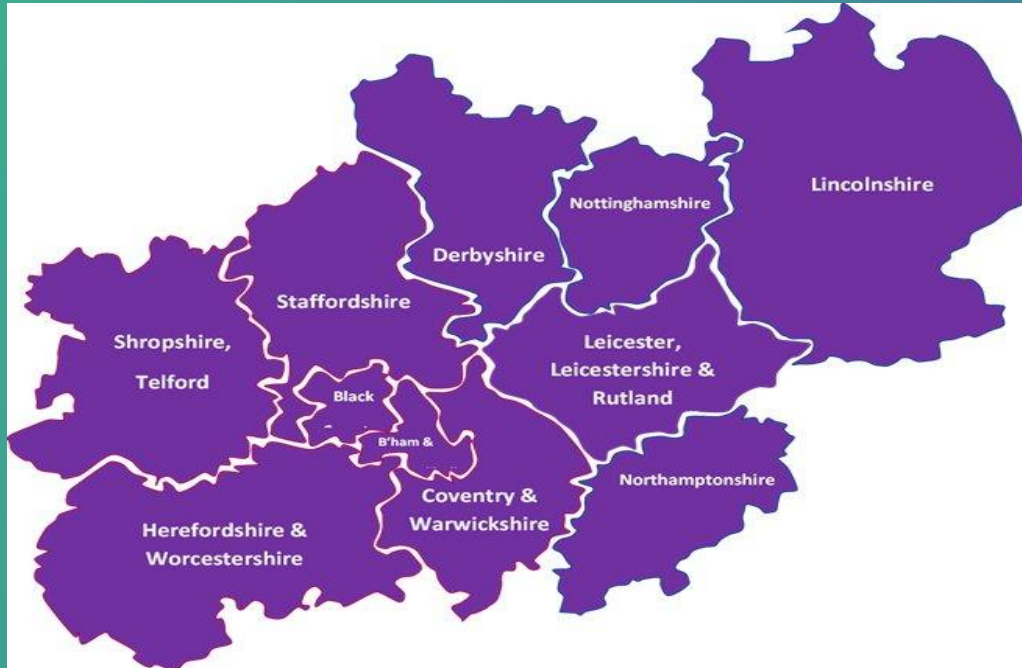 Lincolnshire
Nottinghamshire
Derbyshire
Staffordshire
Shropshire,
Telford
Leicester,
Leicestershire &
Rutland
Black
B'ham &
Northamptonshire
Coventry &
Warwickshire
Herefordshire &
Worcestershire